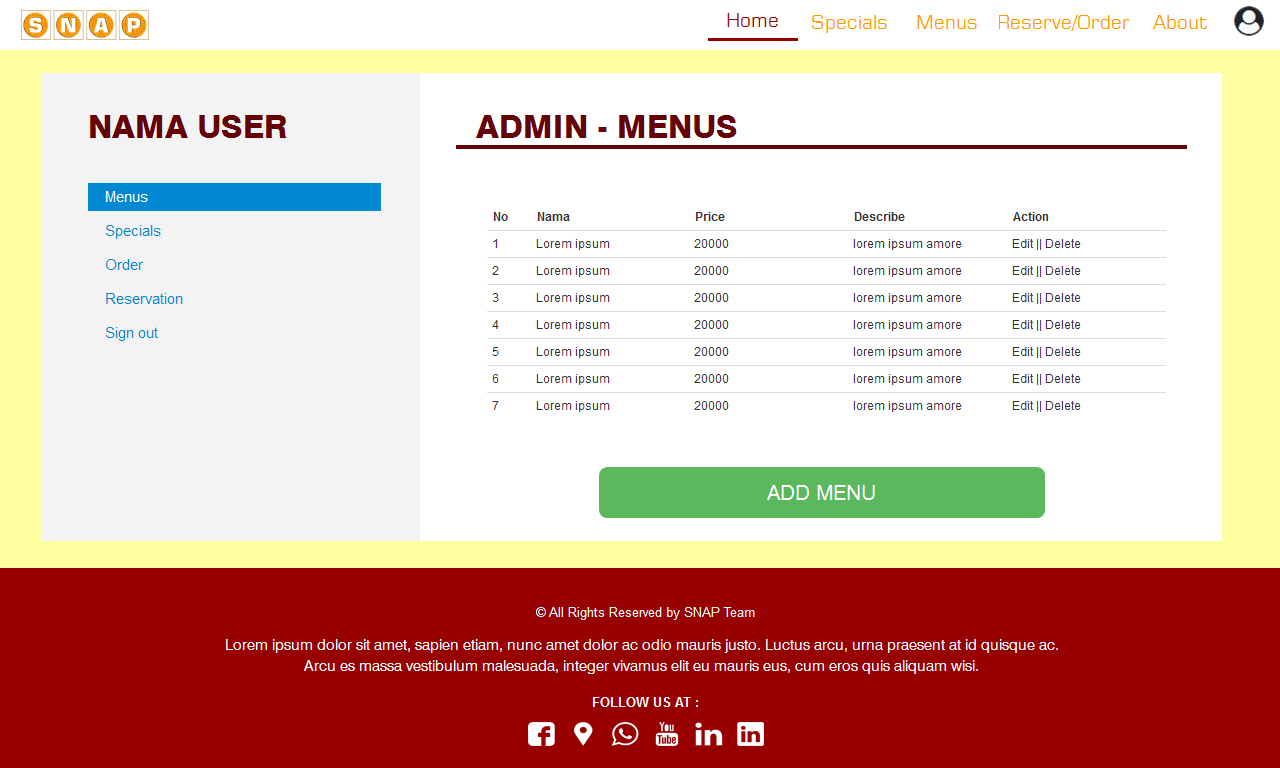 SNAP
Home Specials Menus Reserve/Order About
NAMA USER
Menus
Specials
Order
Reservation
Sign out
ADMIN - MENUS
No Nama Price Describe Action
1 Lorem ipsum 20000 lorem ipsum amore Edit || Delete
2 Lorem ipsum 20000 lorem ipsum amore Edit || Delete
3 Lorem ipsum 20000 lorem ipsum amore Edit || Delete
4 Lorem ipsum 20000 lorem ipsum amore Edit || Delete
5 Lorem ipsum 20000 lorem ipsum amore Edit || Delete
6 Lorem ipsum 20000 lorem ipsum amore Edit || Delete
7 Lorem ipsum 20000 lorem ipsum amore Edit || Delete
ADD MENU
© All Rights Reserved by SNAP Team
Lorem ipsum dolor sit amet, sapien etiam, nunc amet dolor ac odio mauris justo. Luctus arcu, urna praesent at id quisque ac.
Arcu es massa vestibulum malesuada, integer vivamus elit eu mauris eus, cum eros quis aliquam wisi.
FOLLOW US AT :
You Tube in in